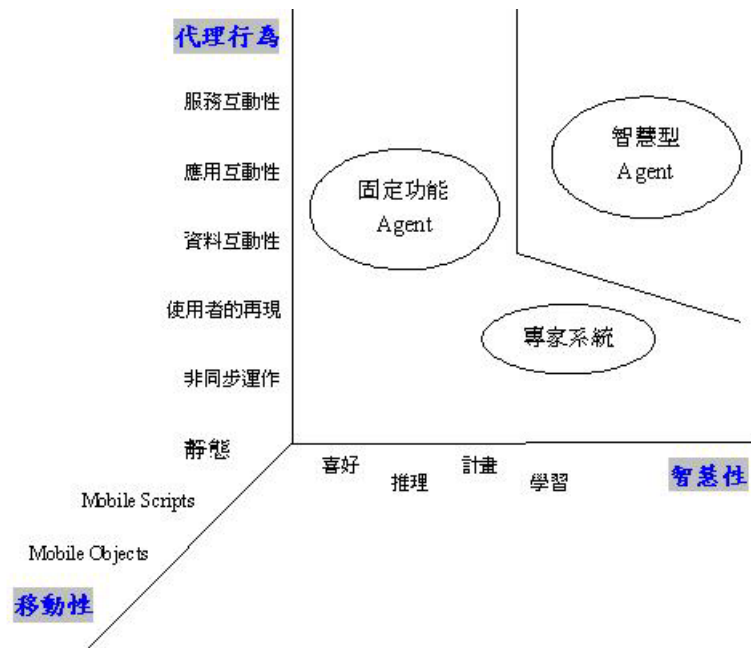 代理行為
服務互動性
應用互動性
資料互動性
使用者的再現
非同步運作
靜態
Mobile Scripts
Mobile Objects
移動性
固定功能
Agent
智慧型
Agent
專家系統
喜好
推理
計畫
學習
智慧性